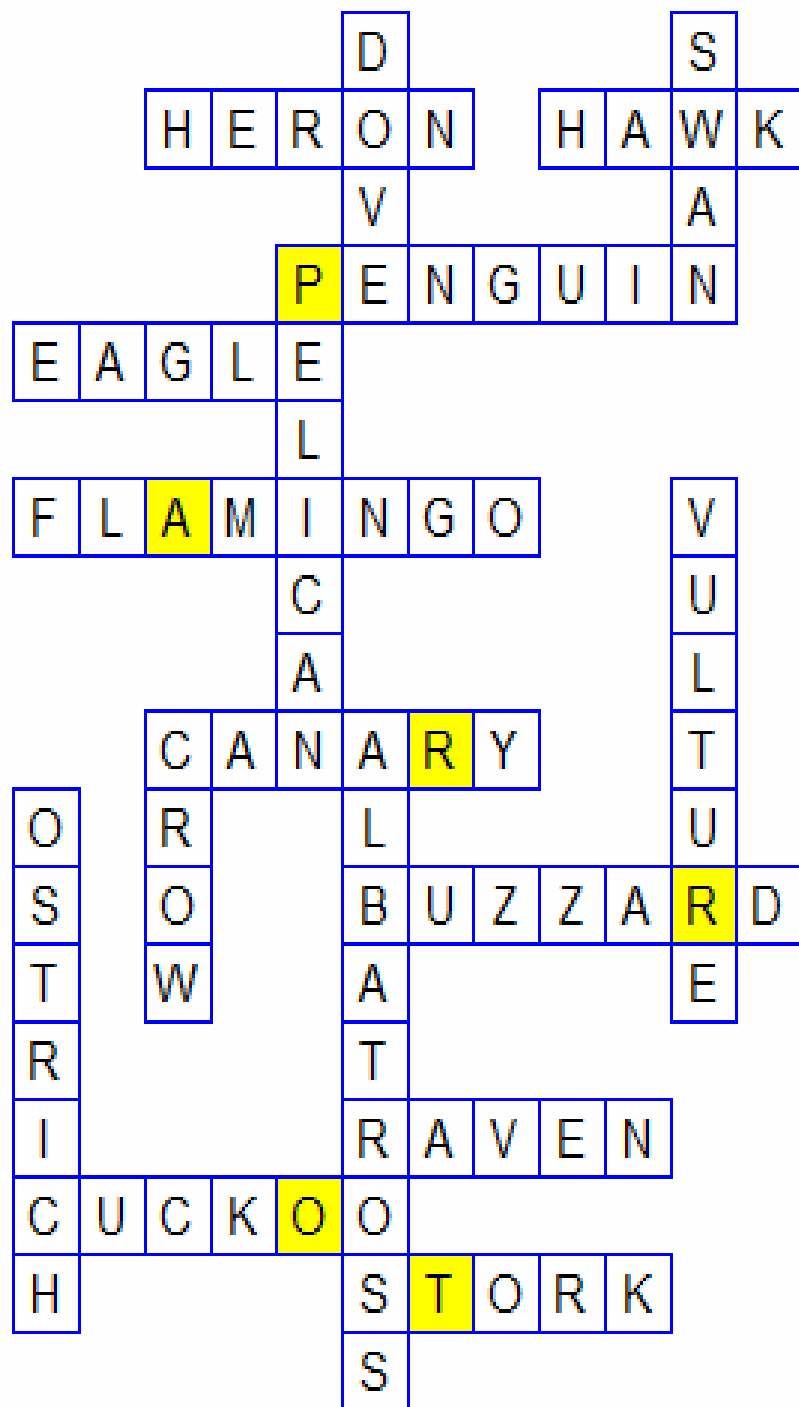 D S
HERON HAWK
V A
PENGUIN
EAGLE
L
FLAMINGO V
C U
A L
CANARY T
O R L U
S O BUZZARD
T W A E
R T
I RAVEN
CUCKOO
H STORK
S